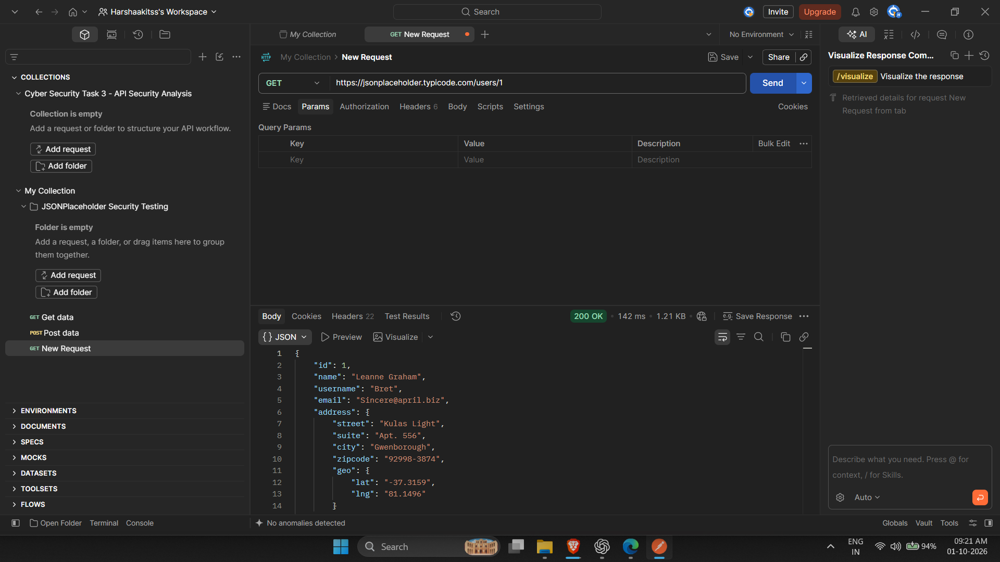 Harshaakitss's Workspace
Search
Invite
Upgrade
My Collection
GET New Request
No Environment
AI
COLLECTIONS
Cyber Security Task 3 - API Security Analysis
Collection is empty
Add a request or folder to structure your API workflow.
Add request
Add folder
My Collection
JSONPlaceholder Security Testing
Folder is empty
Add a request, a folder, or drag items here to group
them together.
Add request
Add folder
GET Get data
POST Post data
GET New Request
ENVIRONMENTS
DOCUMENTS
SPECS
MOCKS
DATASETS
TOOLSETS
FLOWS
HTTP My Collection > New Request
Save
Share
GET
https://jsonplaceholder.typicode.com/users/1
Send
Docs
Params
Authorization
Headers 6
Body
Scripts
Settings
Cookies
Query Params
Key Value Description Bulk Edit
Key Value Description
Body
Cookies
Headers 22
Test Results
200 OK
142 ms
1.21 KB
e.g. Save Response
{} JSON
Preview
Visualize
1 {
2 "id": 1,
3 "name": "Leanne Graham",
4 "username": "Bret",
5 "email": "Sincere@april.biz",
6 "address": {
7 "street": "Kulas Light",
8 "suite": "Apt. 556",
9 "city": "Gwenborough",
10 "zipcode": "92998-3874",
11 "geo": {
12 "lat": "-37.3159",
13 "lng": "81.1496"
14 }
Visualize Response Com...
/visualize Visualize the response
Retrieved details for request New
Request from tab
Describe what you need. Press @ for
context, / for Skills.
Auto
Open Folder
Terminal
Console
No anomalies detected
Globals
Vault
Tools
Search
ENG
IN
94%
09:21 AM
01-10-2026